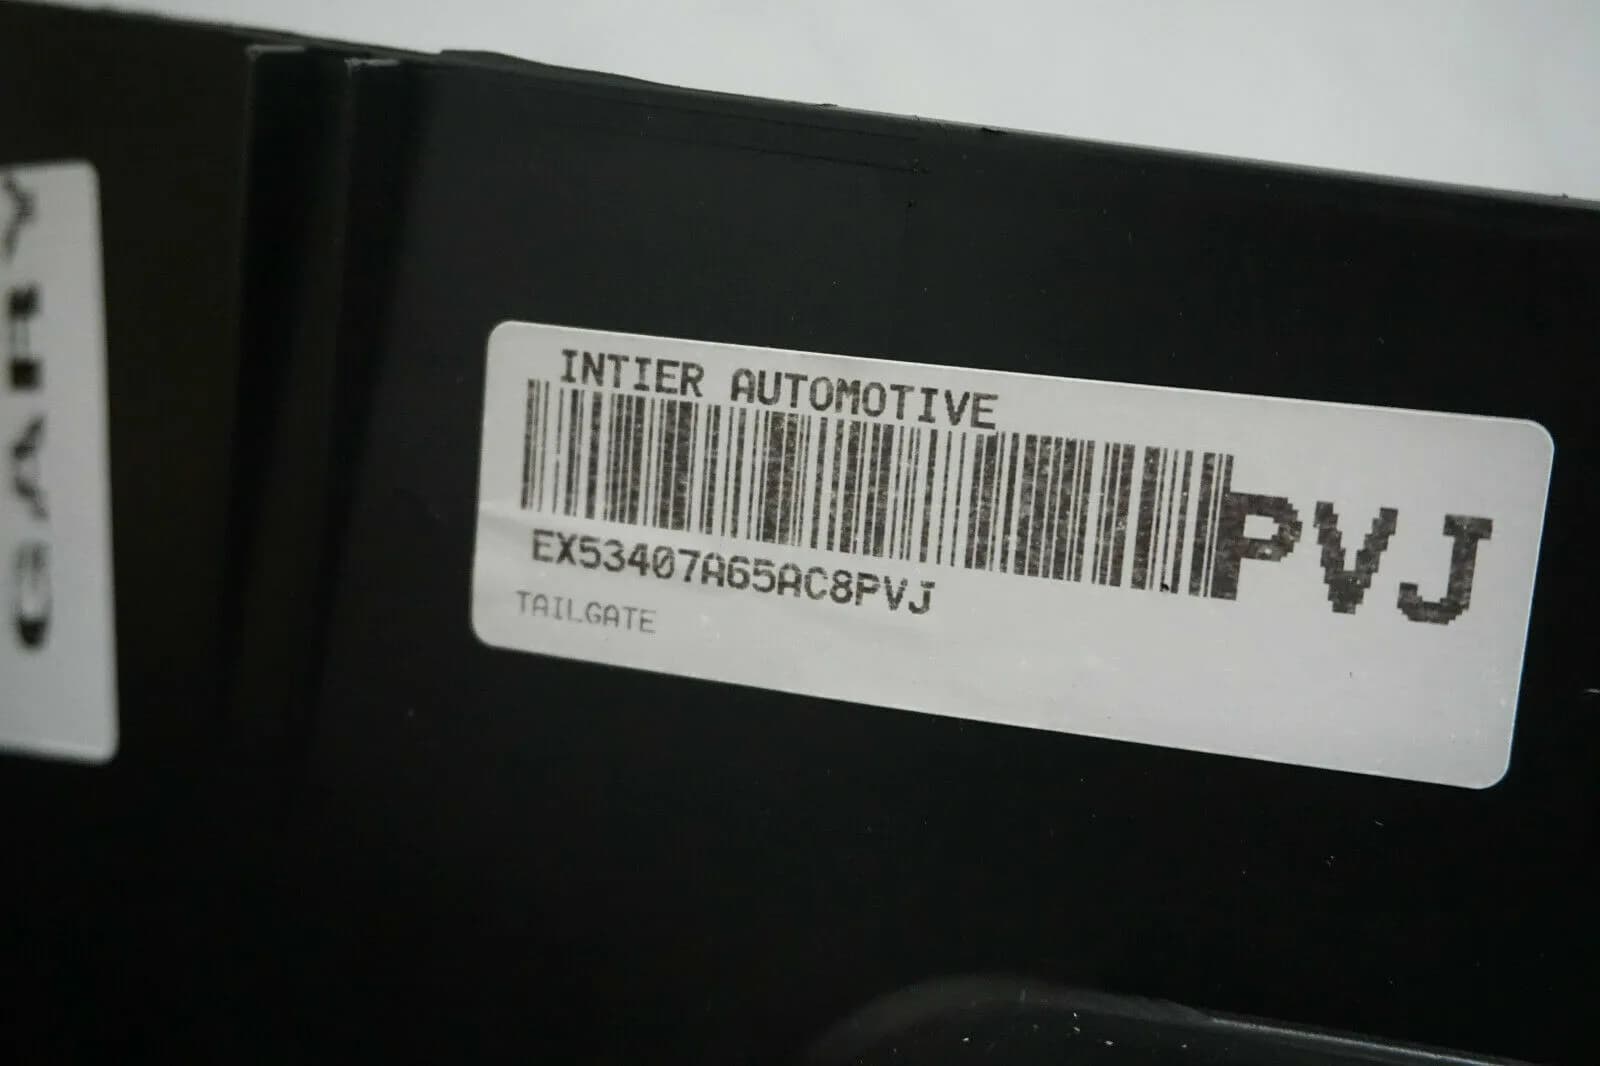 INTIER AUTOMOTIVE
PVJ
EX53407A65AC8PVJ
TAILGATE